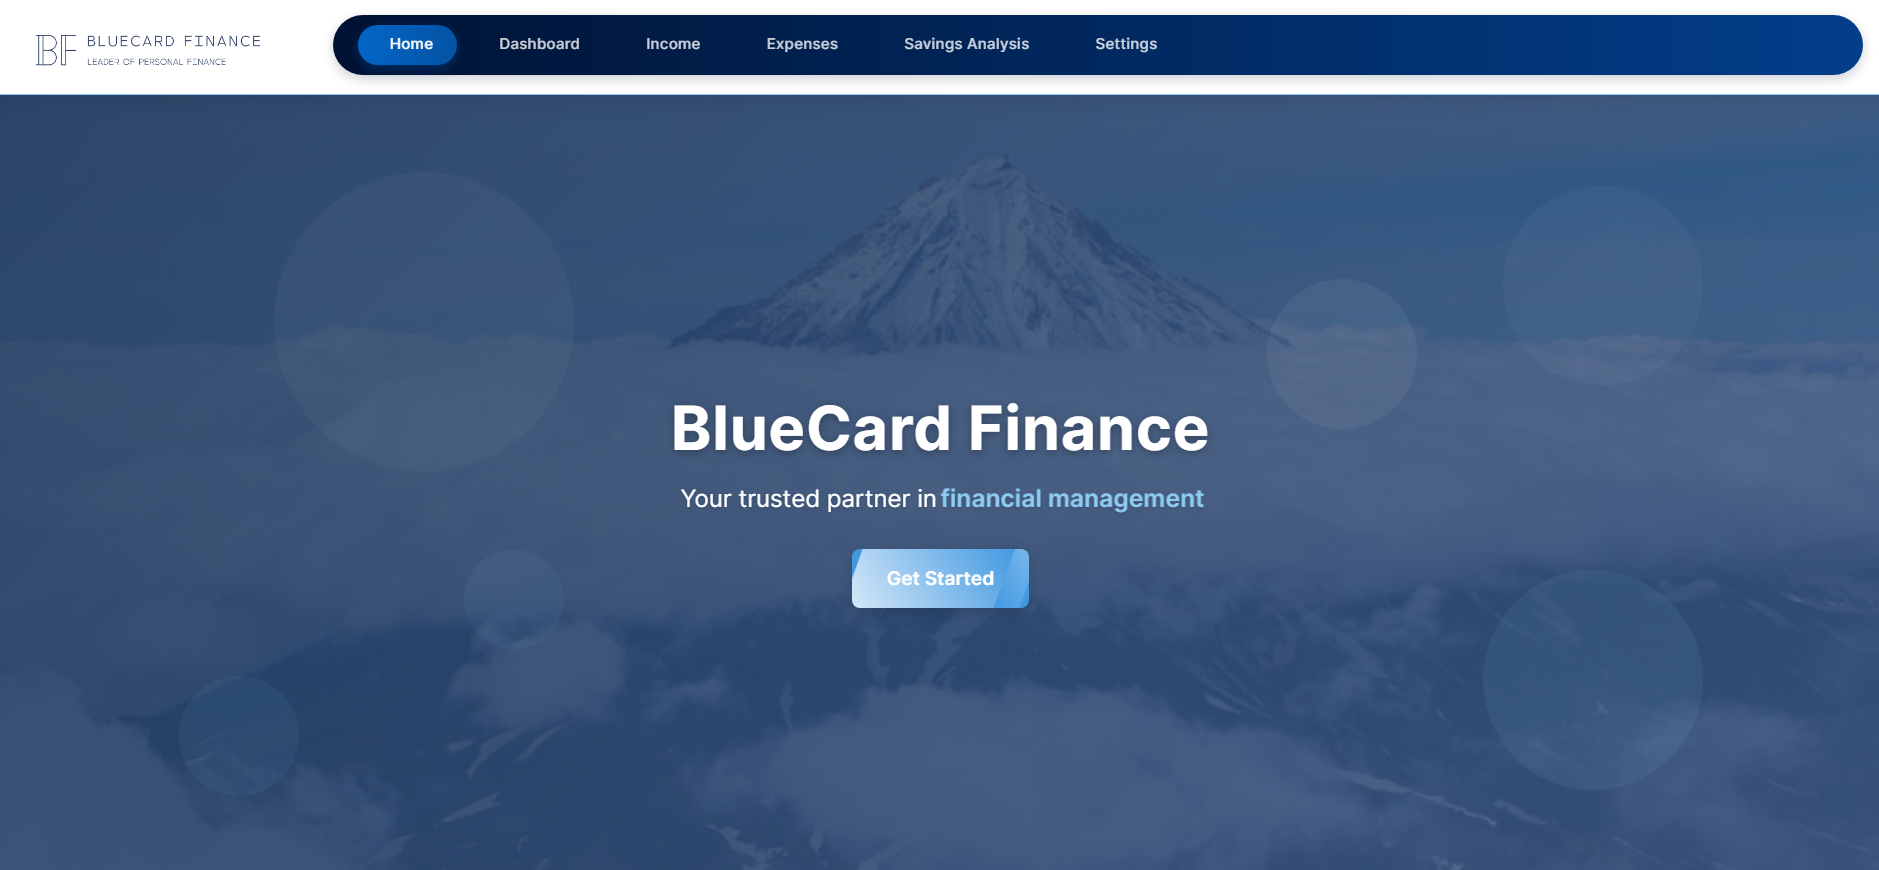 BF BLUECARD FINANCE
LEADER OF PERSONAL FINANCE
Home Dashboard Income Expenses Savings Analysis Settings
BlueCard Finance
Your trusted partner in financial management
Get Started